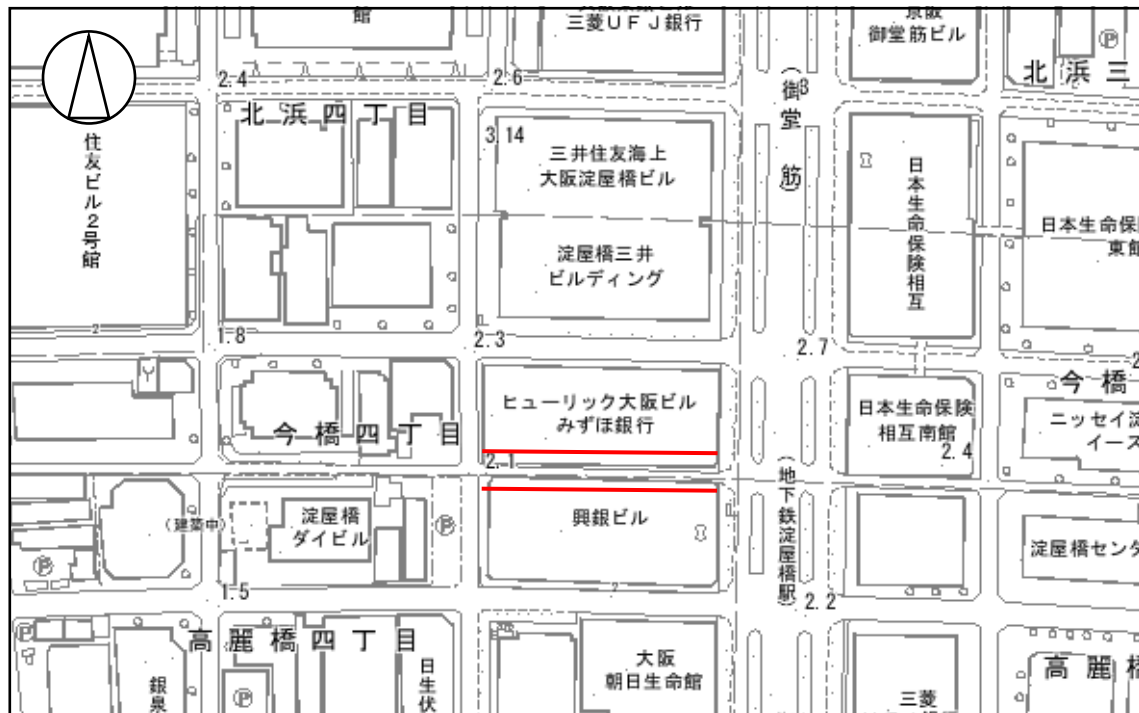 館
三菱UFJ銀行
京阪
御堂筋ビル
Ⓟ
北浜三
2.4
2.6
3
北浜四丁目
(御堂筋)
3.14
住友ビル2号館
三井住友海上
大阪淀屋橋ビル
日本生命保険相互
日本生命保
東館
淀屋橋三井
ビルディング
2
1.8
2.3
2.7
2
今橋
ヒューリック大阪ビル
みずほ銀行
日本生命保険
相互南館
2.4
ニッセイ淀
イース
今橋四丁目
2.1
(地下鉄淀屋橋駅)
(建築中)
淀屋橋
ダイビル
Ⓟ
興銀ビル
淀屋橋センタ
Ⓟ
1.5
2
2.2
Ⓟ
高麗橋四丁目
大阪
朝日生命館
高麗橋
銀泉
Ⓟ
日生伏
三菱